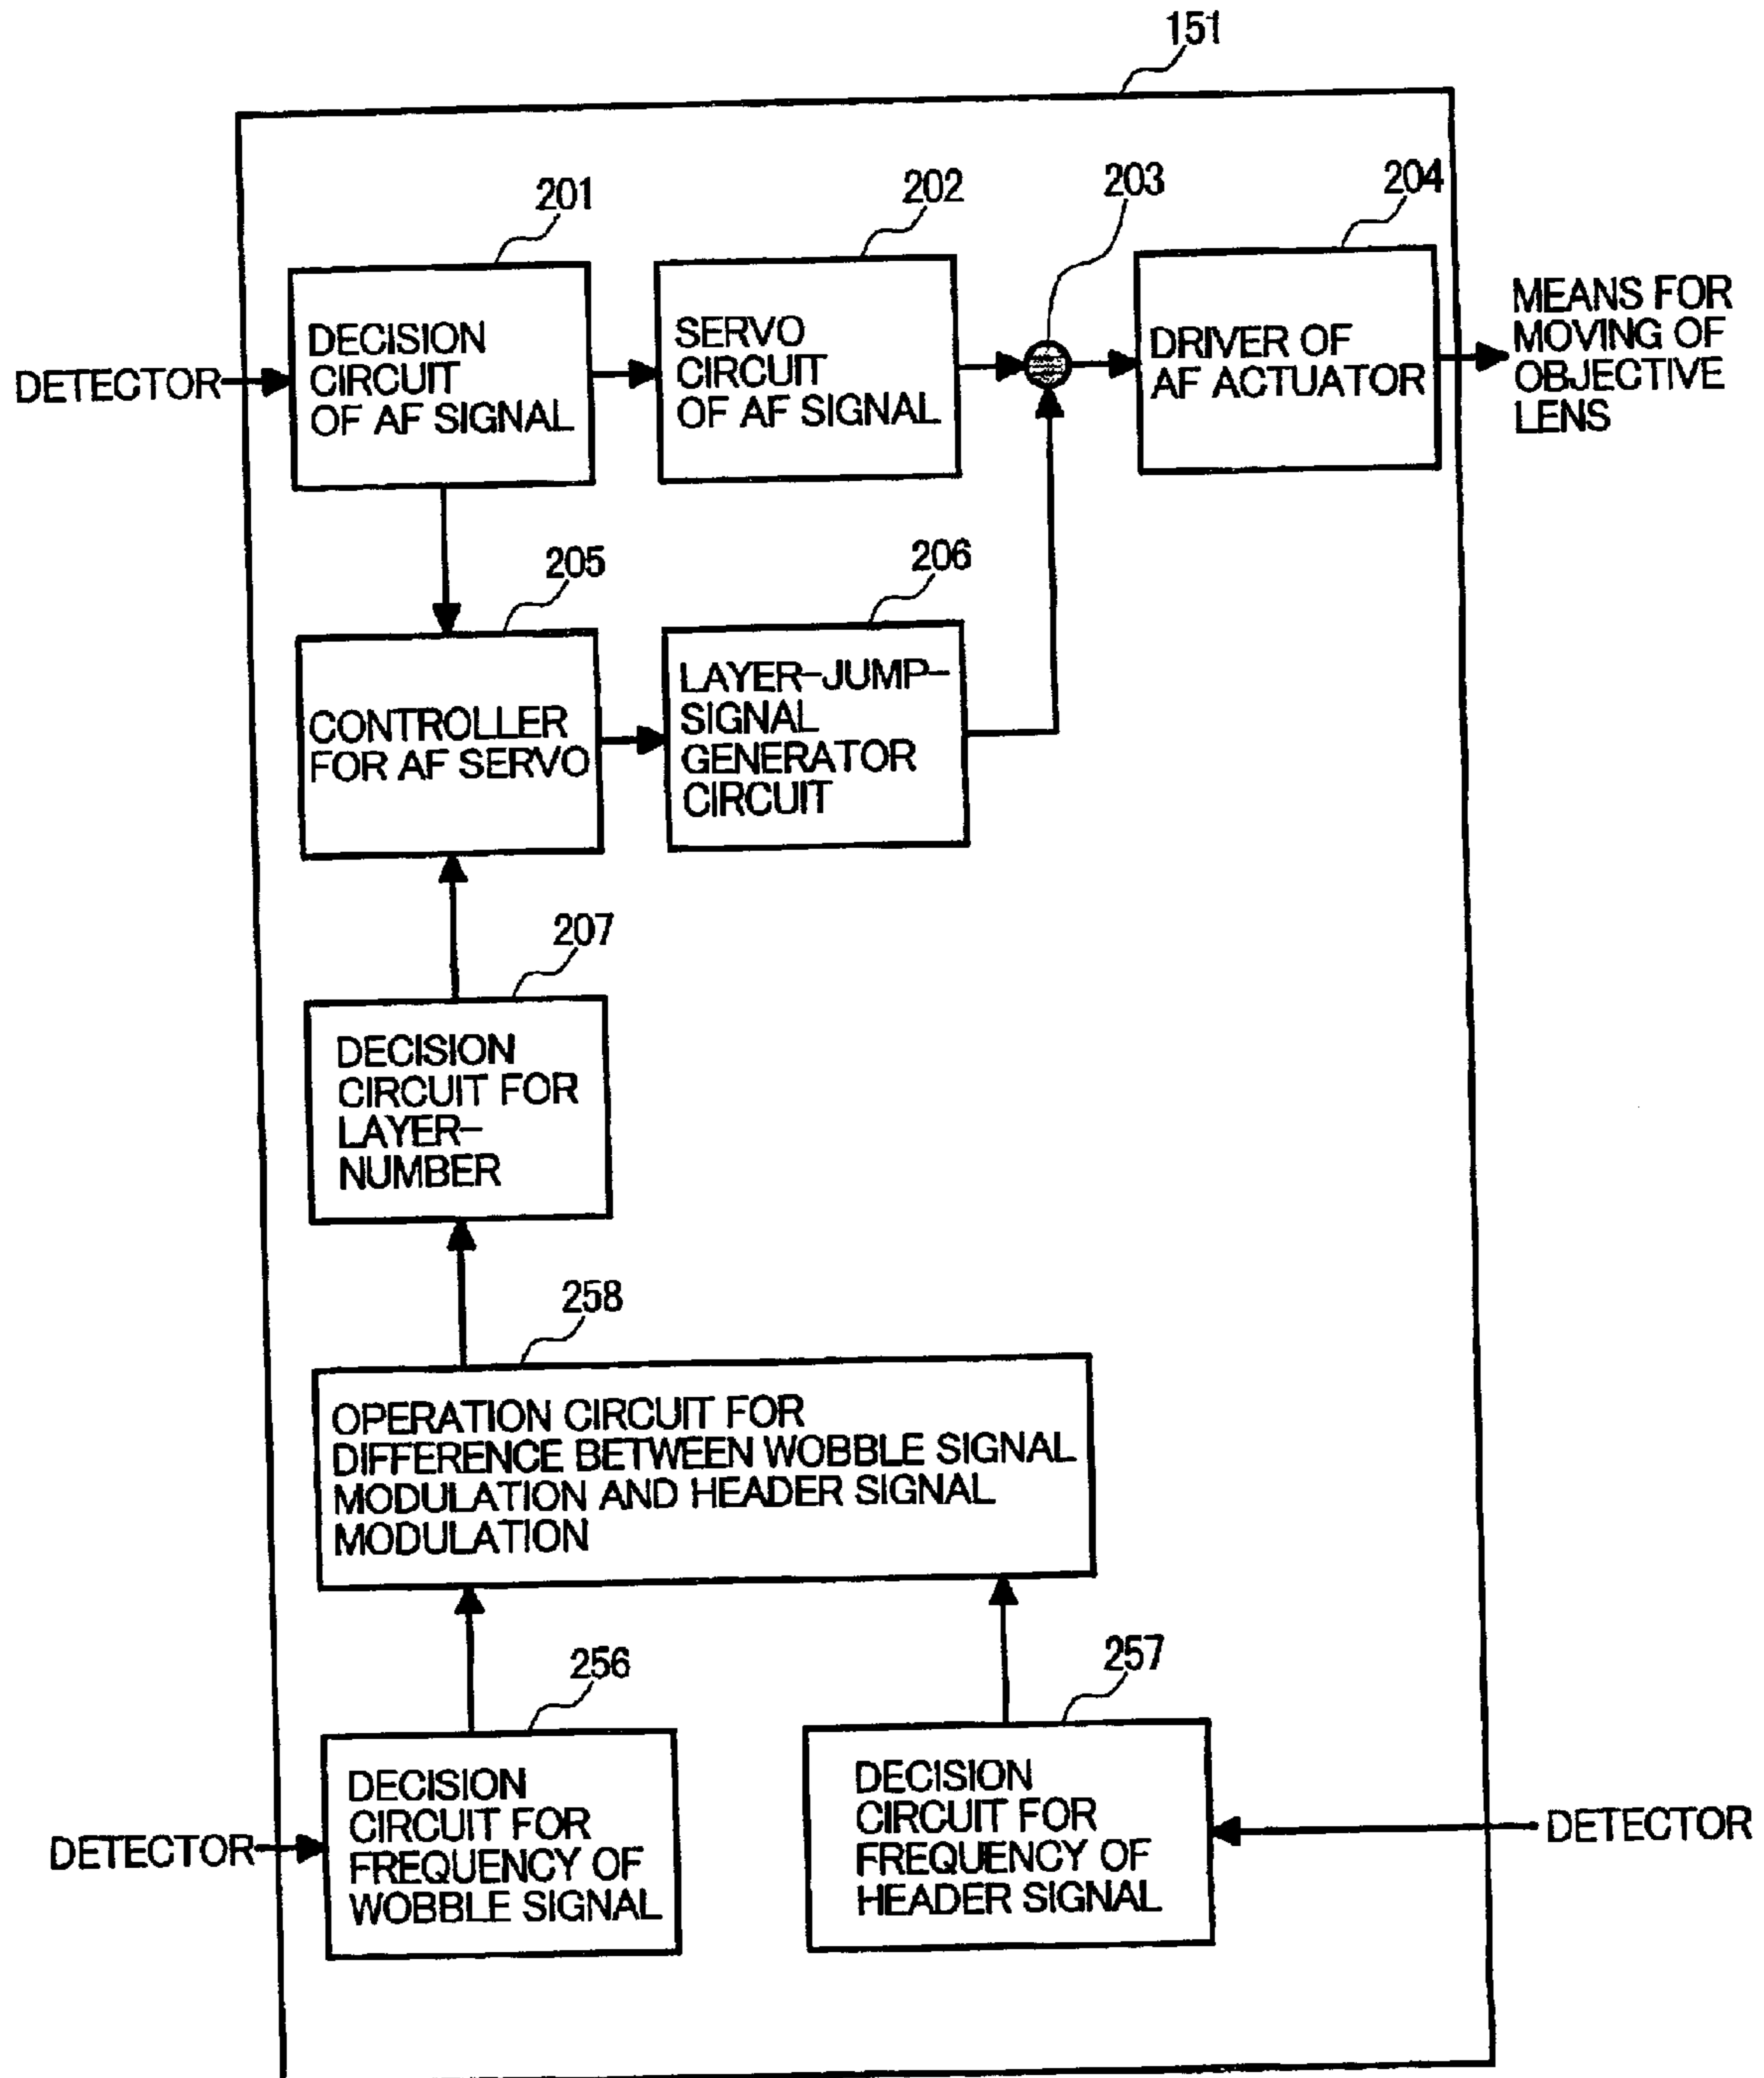 151
201
202
203
204
DETECTOR
DECISION
CIRCUIT
OF AF SIGNAL
SERVO
CIRCUIT
OF AF SIGNAL
DRIVER OF
AF ACTUATOR
MEANS FOR
MOVING OF
OBJECTIVE
LENS
205
206
CONTROLLER
FOR AF SERVO
LAYER-JUMP-
SIGNAL
GENERATOR
CIRCUIT
207
DECISION
CIRCUIT FOR
LAYER-
NUMBER
258
OPERATION CIRCUIT FOR
DIFFERENCE BETWEEN WOBBLE SIGNAL
MODULATION AND HEADER SIGNAL
MODULATION
256
257
DETECTOR
DECISION
CIRCUIT FOR
FREQUENCY OF
WOBBLE SIGNAL
DECISION
CIRCUIT FOR
FREQUENCY OF
HEADER SIGNAL
DETECTOR